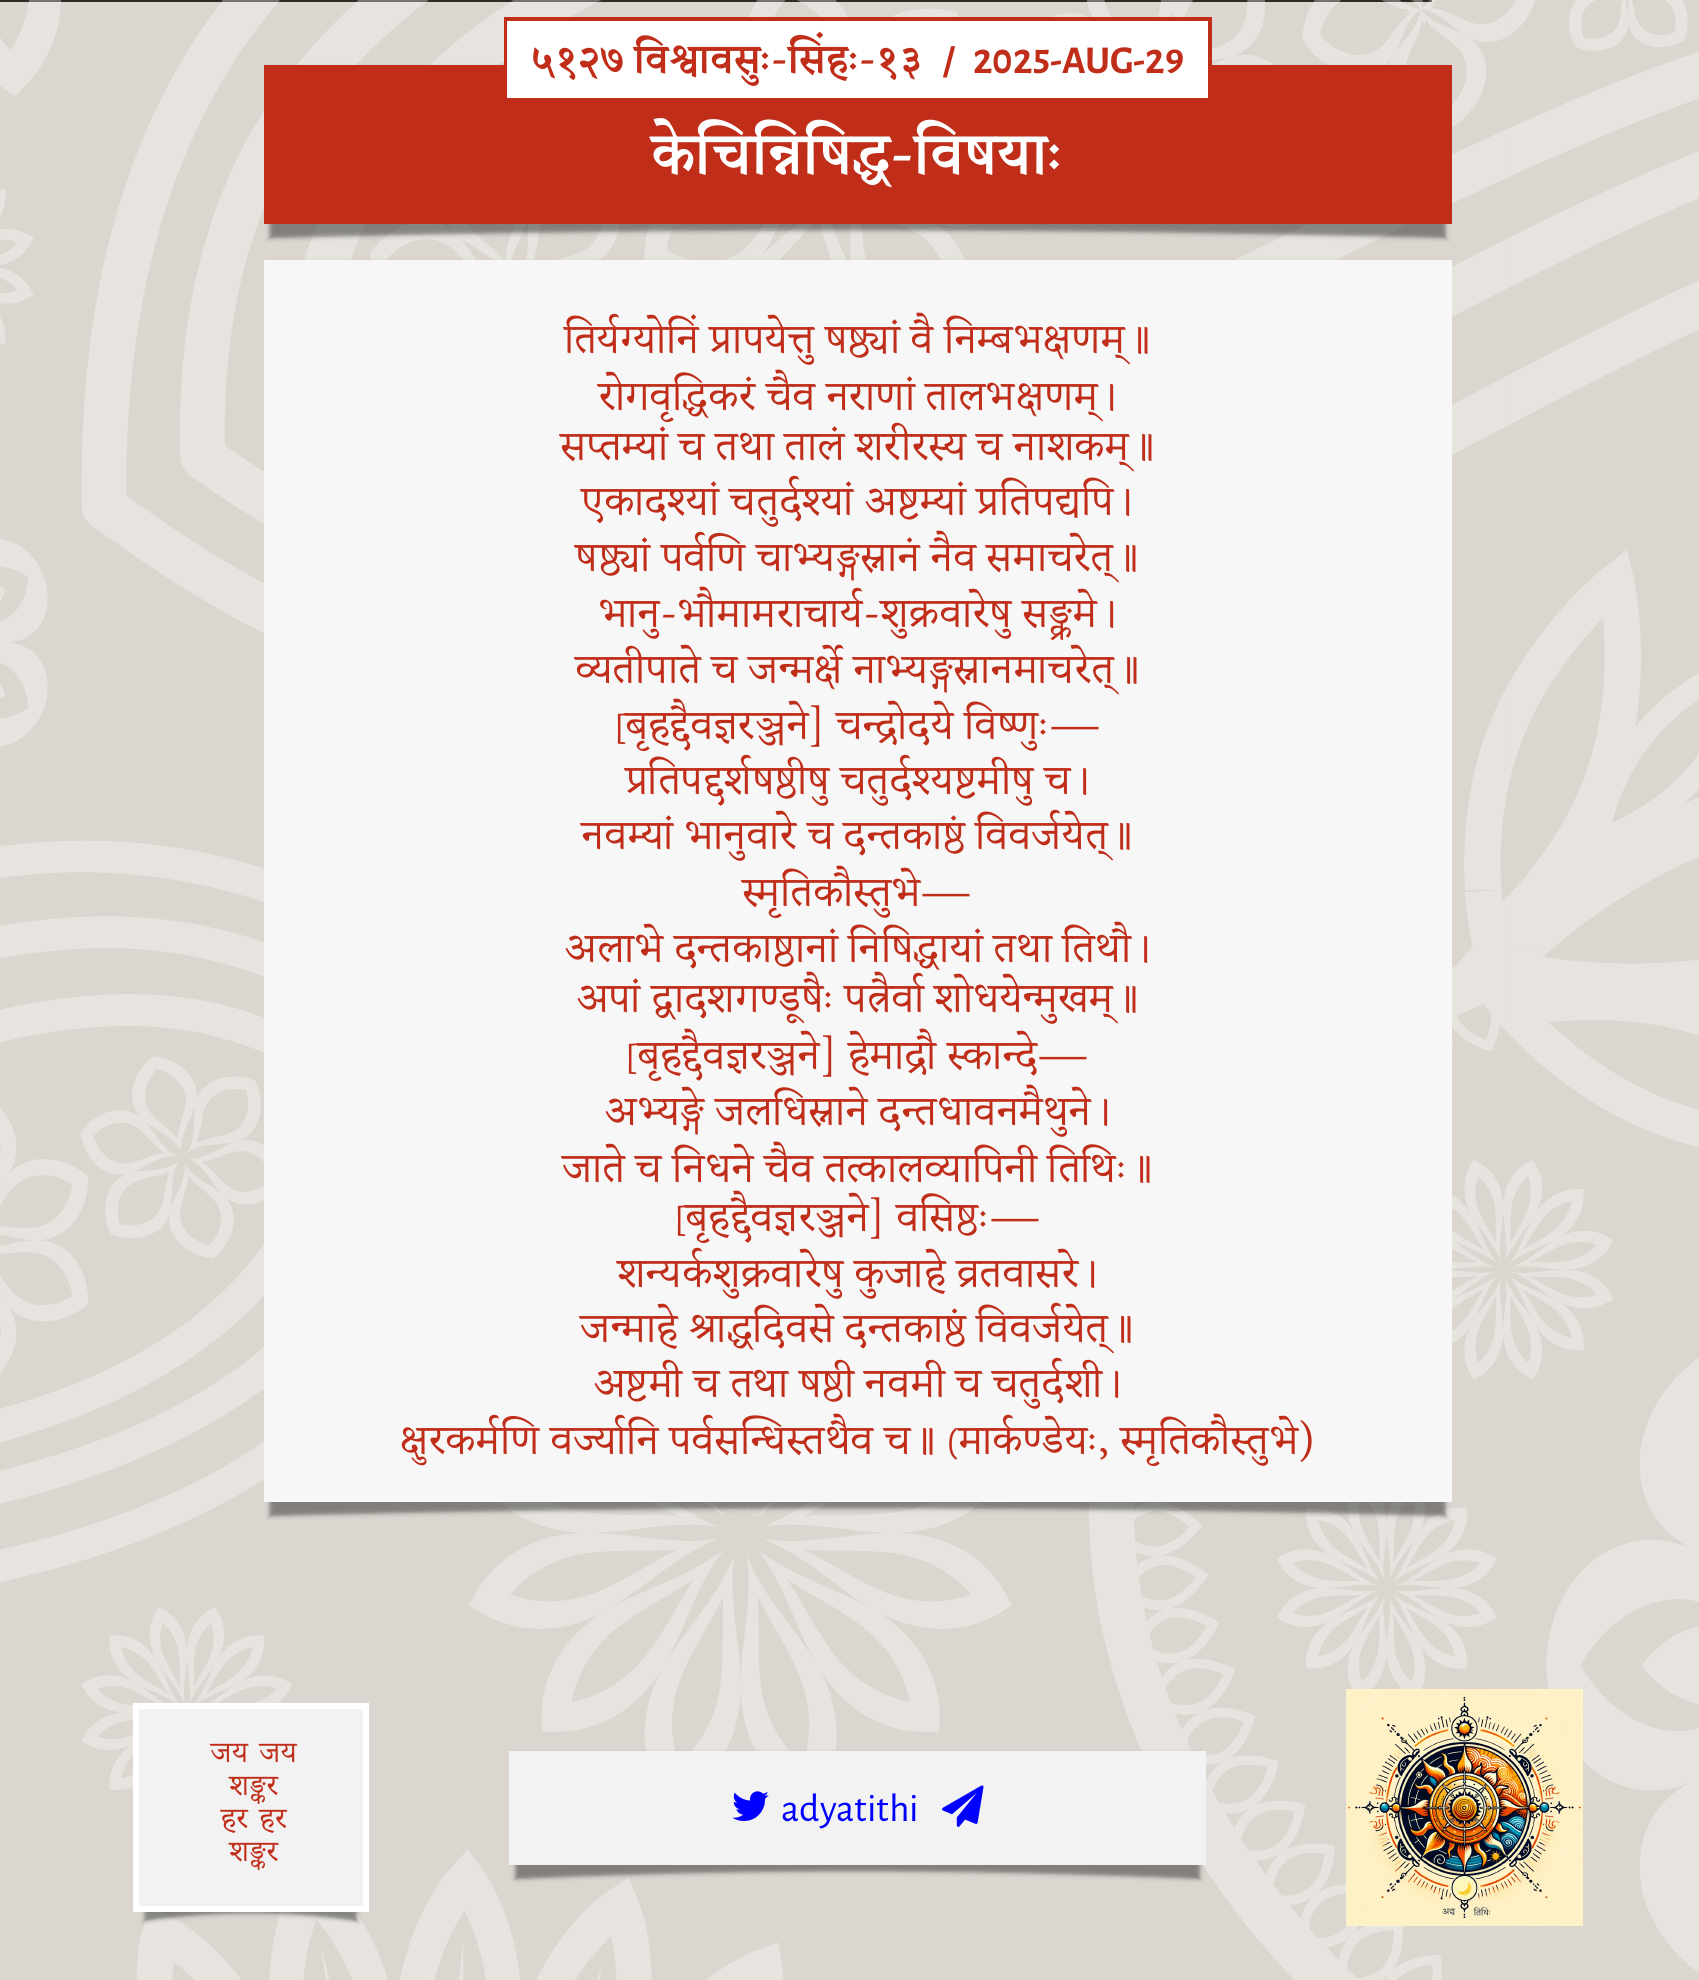 ५१२७ विश्वावसुः-सिंहः-१३ / 2025-AUG-29
केचिन्निषिद्ध-विषयाः
तिर्यग्योनिं प्रापयेत्तु षष्ठ्यां वै निम्बभक्षणम्॥
रोगवृद्धिकरं चैव नराणां तालभक्षणम्।
सप्तम्यां च तथा तालं शरीरस्य च नाशकम्॥
एकादश्यां चतुर्दश्यां अष्टम्यां प्रतिपद्यपि।
षष्ठ्यां पर्वणि चाभ्यङ्गस्नानं नैव समाचरेत्॥
भानु-भौमामराचार्य-शुक्रवारेषु सङ्क्रमे।
व्यतीपाते च जन्मर्क्षे नाभ्यङ्गस्नानमाचरेत्॥
[बृहद्दैवज्ञरञ्जने] चन्द्रोदये विष्णुः—
प्रतिपद्दर्शषष्ठीषु चतुर्दश्यष्टमीषु च।
नवम्यां भानुवारे च दन्तकाष्ठं विवर्जयेत्॥
स्मृतिकौस्तुभे—
अलाभे दन्तकाष्ठानां निषिद्धायां तथा तिथौ।
अपां द्वादशगण्डूषैः पत्रैर्वा शोधयेन्मुखम्॥
[बृहद्दैवज्ञरञ्जने] हेमाद्रौ स्कान्दे—
अभ्यङ्गे जलधिस्नाने दन्तधावनमैथुने।
जाते च निधने चैव तत्कालव्यापिनी तिथिः॥
[बृहद्दैवज्ञरञ्जने] वसिष्ठः—
शन्यर्कशुक्रवारेषु कुजाहे व्रतवासरे।
जन्माहे श्राद्धदिवसे दन्तकाष्ठं विवर्जयेत्॥
अष्टमी च तथा षष्ठी नवमी च चतुर्दशी।
क्षुरकर्मणि वर्ज्यानि पर्वसन्धिस्तथैव च॥ (मार्कण्डेयः, स्मृतिकौस्तुभे)
जय जय
शङ्कर
हर हर
शङ्कर
adyatithi
अद्य तिथिः